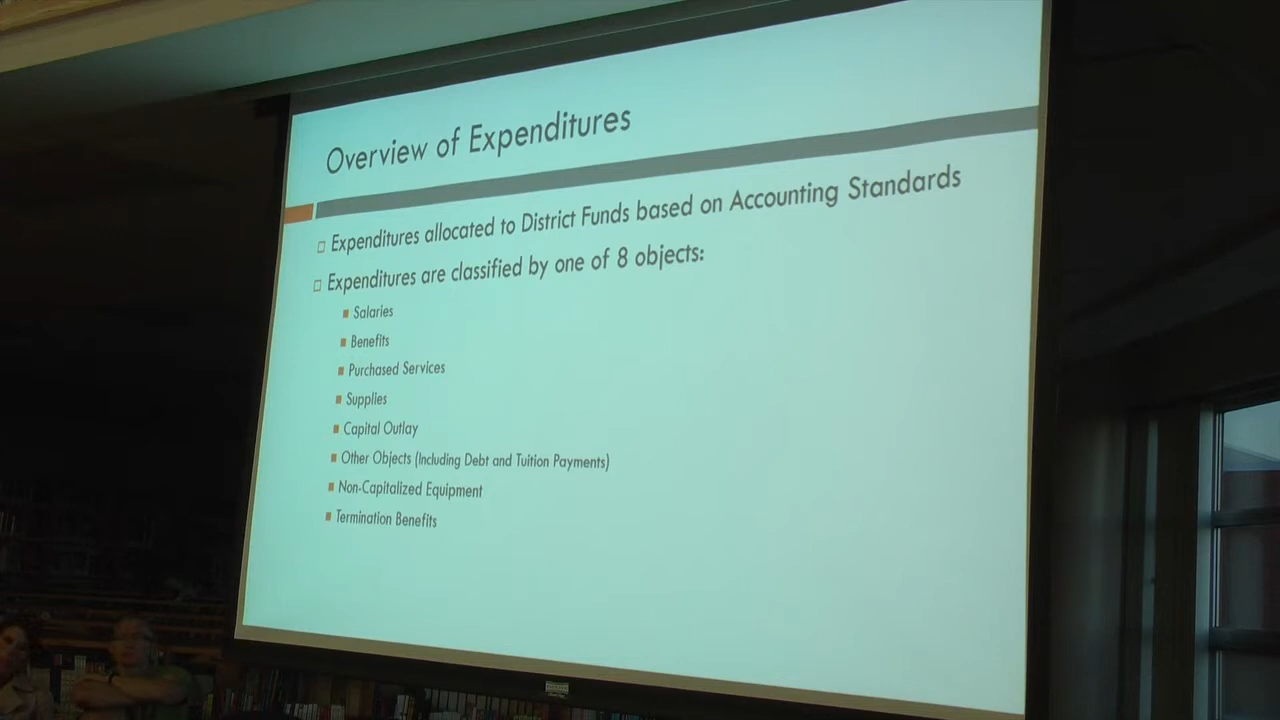 Overview of Expenditures
Expenditures allocated to District Funds based on Accounting Standards
Expenditures are classified by one of 8 objects:
Salaries
Benefits
Purchased Services
Supplies
Capital Outlay
Other Objects (Including Debt and Tuition Payments)
Non-Capitalized Equipment
Termination Benefits